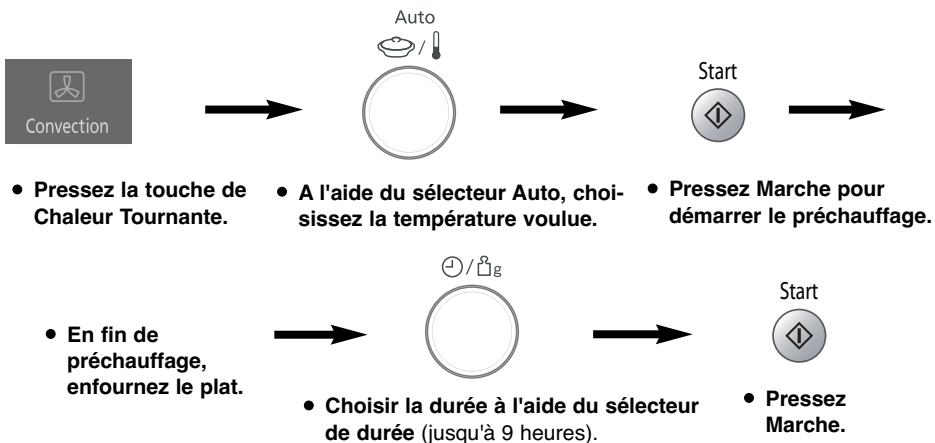 Auto
Convection
Start
• Pressez la touche de
Chaleur Tournante.
• A l'aide du sélecteur Auto, choi-
sissez la température voulue.
• Pressez Marche pour
démarrer le préchauffage.
• En fin de
préchauffage,
enfournez le plat.
g
• Choisir la durée à l'aide du sélecteur
de durée (jusqu'à 9 heures).
Start
• Pressez
Marche.